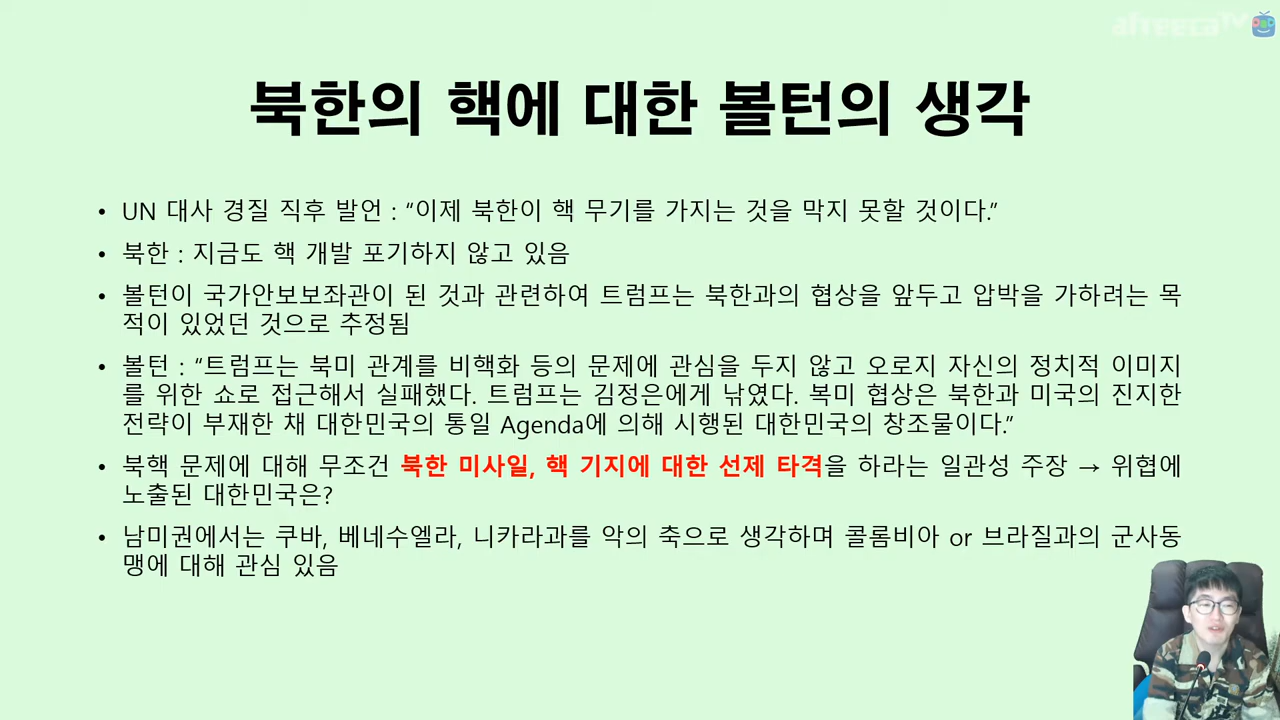 afreecaTV
북한의 핵에 대한 볼턴의 생각
• UN 대사 경질 직후 발언 : “이제 북한이 핵 무기를 가지는 것을 막지 못할 것이다.”
• 북한 : 지금도 핵 개발 포기하지 않고 있음
• 볼턴이 국가안보보좌관이 된 것과 관련하여 트럼프는 북한과의 협상을 앞두고 압박을 가하려는 목
적이 있었던 것으로 추정됨
• 볼턴 : “트럼프는 북미 관계를 비핵화 등의 문제에 관심을 두지 않고 오로지 자신의 정치적 이미지
를 위한 쇼로 접근해서 실패했다. 트럼프는 김정은에게 낚였다. 복미 협상은 북한과 미국의 진지한
전략이 부재한 채 대한민국의 통일 Agenda에 의해 시행된 대한민국의 창조물이다.”
• 북핵 문제에 대해 무조건 북한 미사일, 핵 기지에 대한 선제 타격을 하라는 일관성 주장 → 위협에
노출된 대한민국은?
• 남미권에서는 쿠바, 베네수엘라, 니카라과를 악의 축으로 생각하며 콜롬비아 or 브라질과의 군사동
맹에 대해 관심 있음